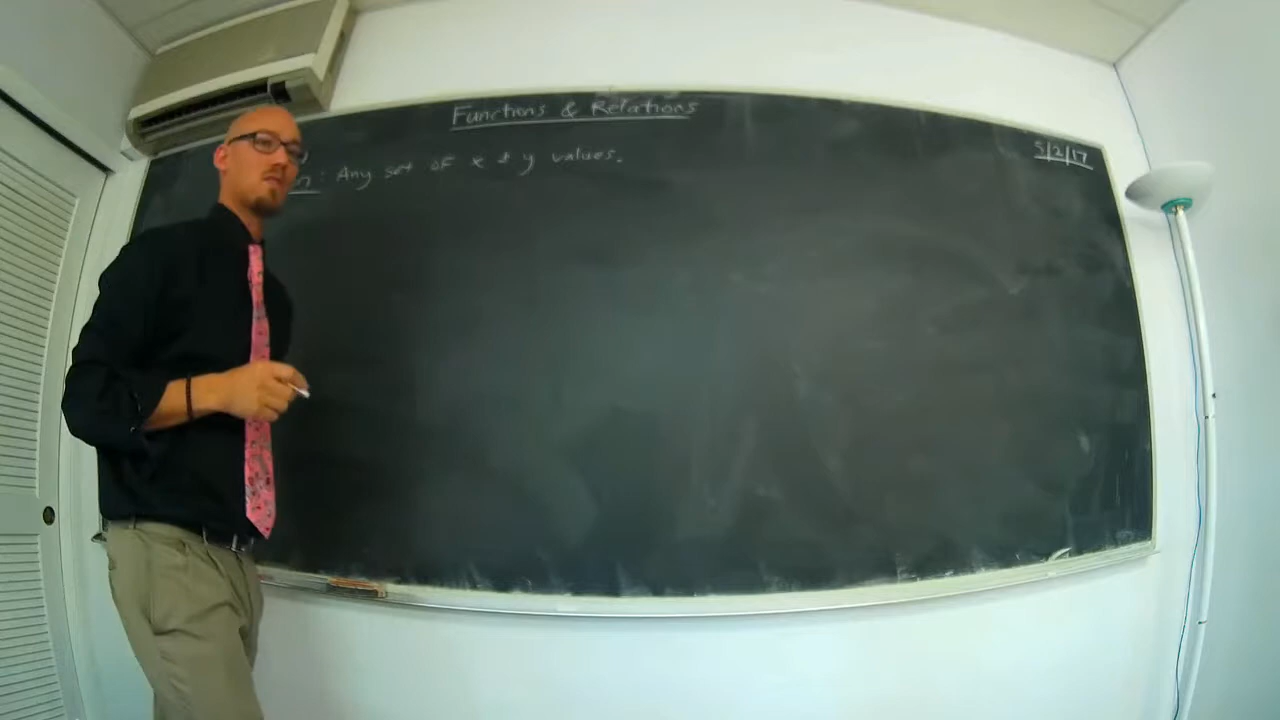 Functions & Relations
5/2/17
: Any set of x & y values.